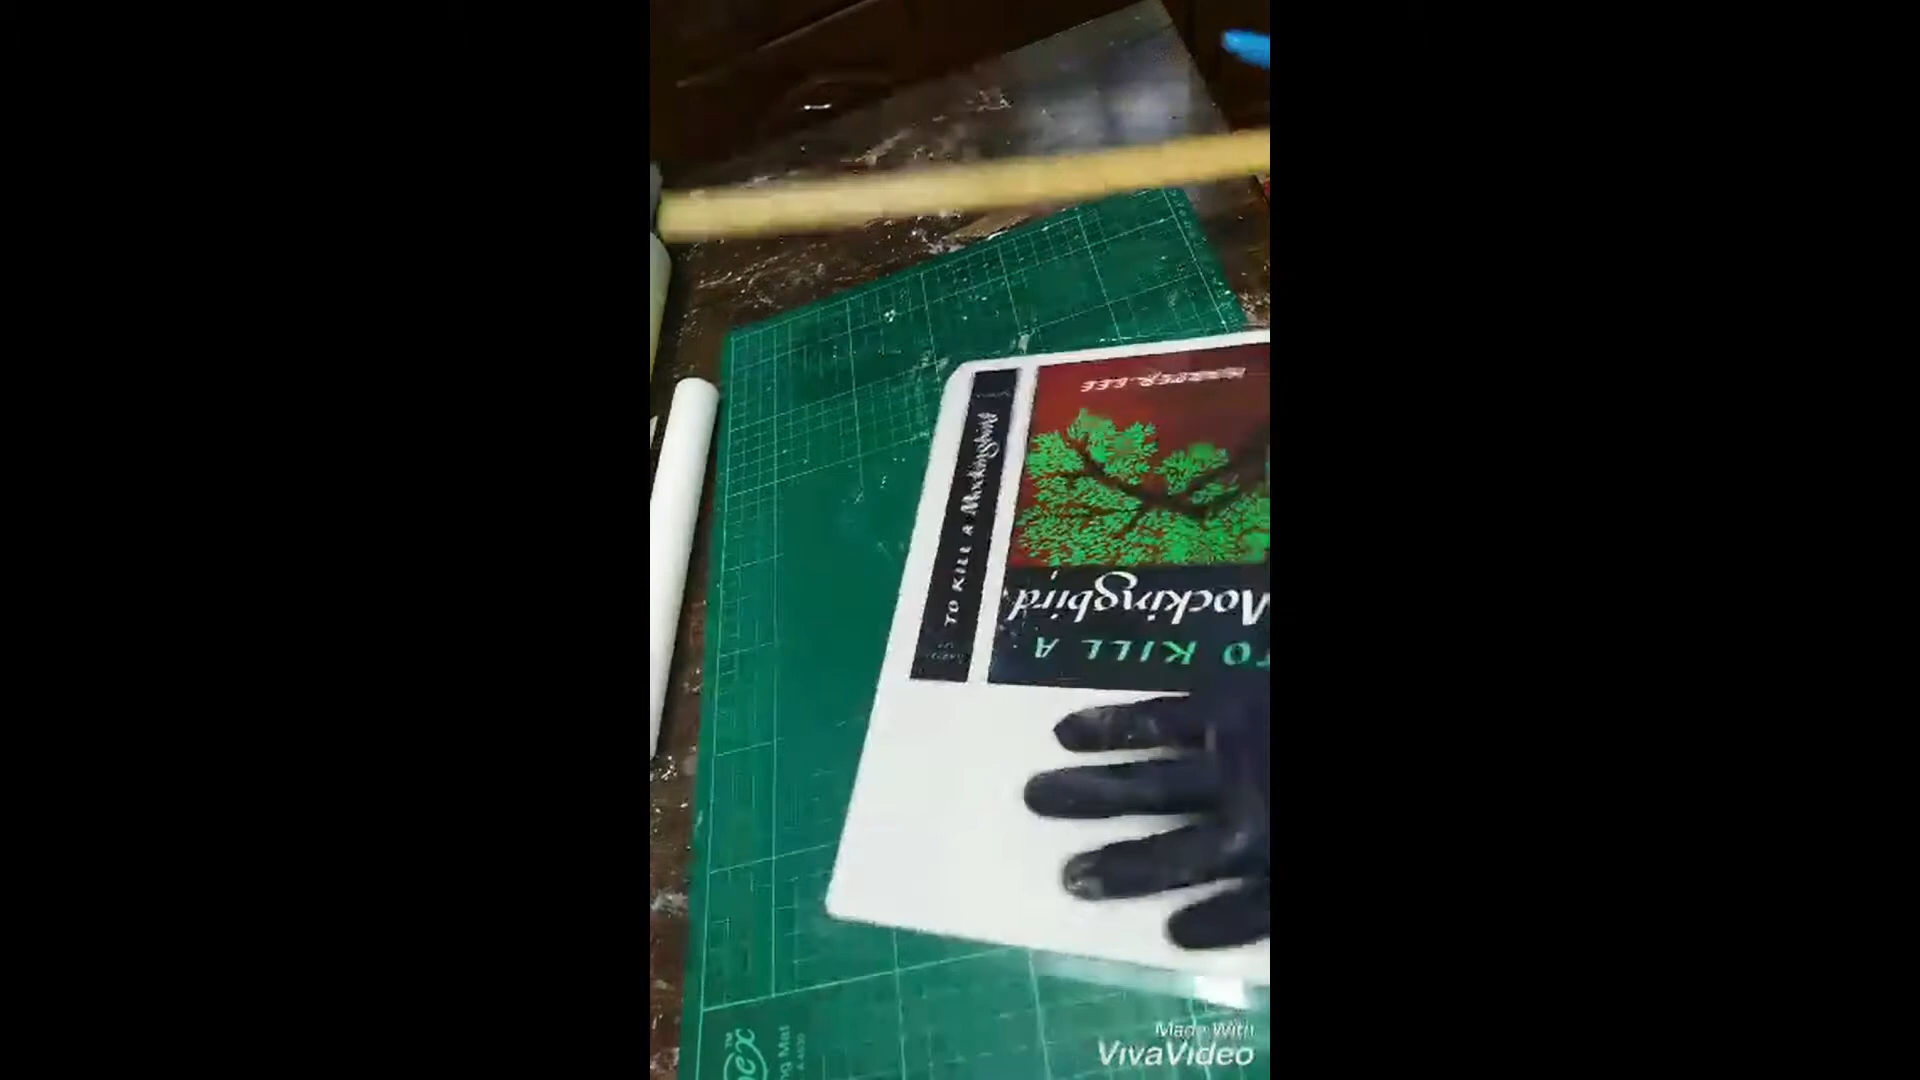 HARPER LEE
TO KILL A Mockingbird
Mockingbird
TO KILL A
Made With
VivaVideo